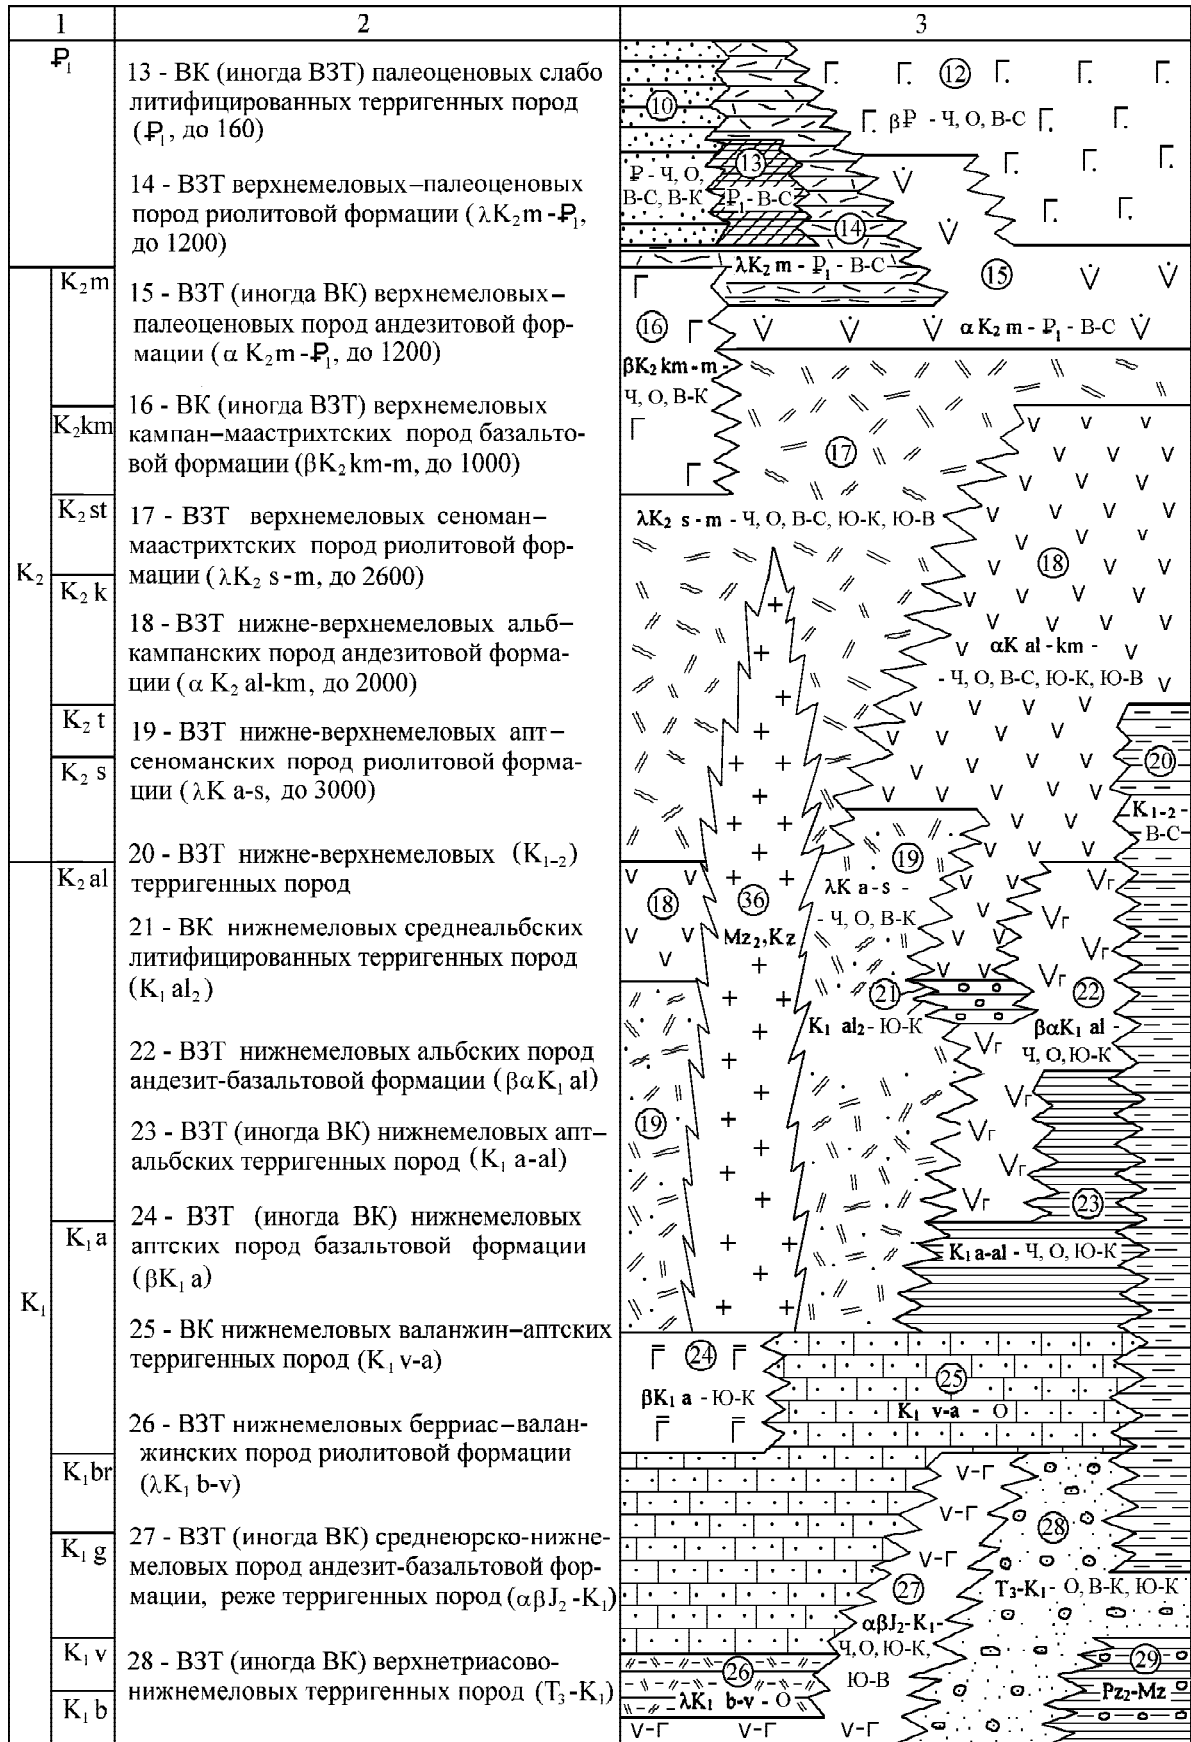 1
2
3
₽₁
K₂m
K₂km
K₂st
K₂
K₂k
K₂t
K₂s
K₂al
K₁a
K₁
K₁br
K₁g
K₁v
K₁b
13 - ВК (иногда ВЗТ) палеоценовых слабо
литифицированных терригенных пород
(₽₁, до 160)
14 - ВЗТ верхнемеловых–палеоценовых
пород риолитовой формации (λK₂m-₽₁,
до 1200)
15 - ВЗТ (иногда ВК) верхнемеловых–
палеоценовых пород андезитовой фор-
мации (α K₂m-₽₁, до 1200)
16 - ВК (иногда ВЗТ) верхнемеловых
кампан–маастрихтских пород базальто-
вой формации (βK₂km-m, до 1000)
17 - ВЗТ верхнемеловых сеноман–
маастрихтских пород риолитовой фор-
мации (λK₂ s-m, до 2600)
18 - ВЗТ нижне-верхнемеловых альб–
кампанских пород андезитовой форма-
ции (α K₂ al-km, до 2000)
19 - ВЗТ нижне-верхнемеловых апт–
сеноманских пород риолитовой форма-
ции (λK a-s, до 3000)
20 - ВЗТ нижне-верхнемеловых (K₁₋₂)
терригенных пород
21 - ВК нижнемеловых среднеальбских
литифицированных терригенных пород
(K₁ al₂)
22 - ВЗТ нижнемеловых альбских пород
андезит-базальтовой формации (βαK₁ al)
23 - ВЗТ (иногда ВК) нижнемеловых апт–
альбских терригенных пород (K₁ a-al)
24 - ВЗТ (иногда ВК) нижнемеловых
аптских пород базальтовой формации
(βK₁ a)
25 - ВК нижнемеловых валанжин–аптских
терригенных пород (K₁ v-a)
26 - ВЗТ нижнемеловых берриас–валан-
жинских пород риолитовой формации
(λK₁ b-v)
27 - ВЗТ (иногда ВК) среднеюрско-нижне-
меловых пород андезит-базальтовой фор-
мации, реже терригенных пород (αβJ₂-K₁)
28 - ВЗТ (иногда ВК) верхнетриасово-
нижнемеловых терригенных пород (T₃-K₁)
12
β₽ - Ч, О, В-С
10
₽ - Ч, О,
В-С, В-К
13
₽₁- В-С
14
λK₂ m - ₽₁ - В-С
15
α K₂ m - ₽₁ - В-С
16
βK₂ km-m -
Ч, О, В-К
17
λK₂ s-m - Ч, О, В-С, Ю-К, Ю-В
18
αK al-km -
- Ч, О, В-С, Ю-К, Ю-В
20
K₁₋₂ -
В-С
19
λK a-s -
- Ч, О, В-К
18
36
Mz₂,Kz
21
K₁ al₂- Ю-К
22
βαK₁ al -
Ч, О, Ю-К
19
23
K₁ a-al - Ч, О, Ю-К
24
βK₁ a - Ю-К
25
K₁ v-a - О
28
T₃-K₁ - О, В-К, Ю-К
27
αβJ₂-K₁-
Ч, О, Ю-К,
Ю-В
26
λK₁ b-v - О
29
Pz₂-Mz